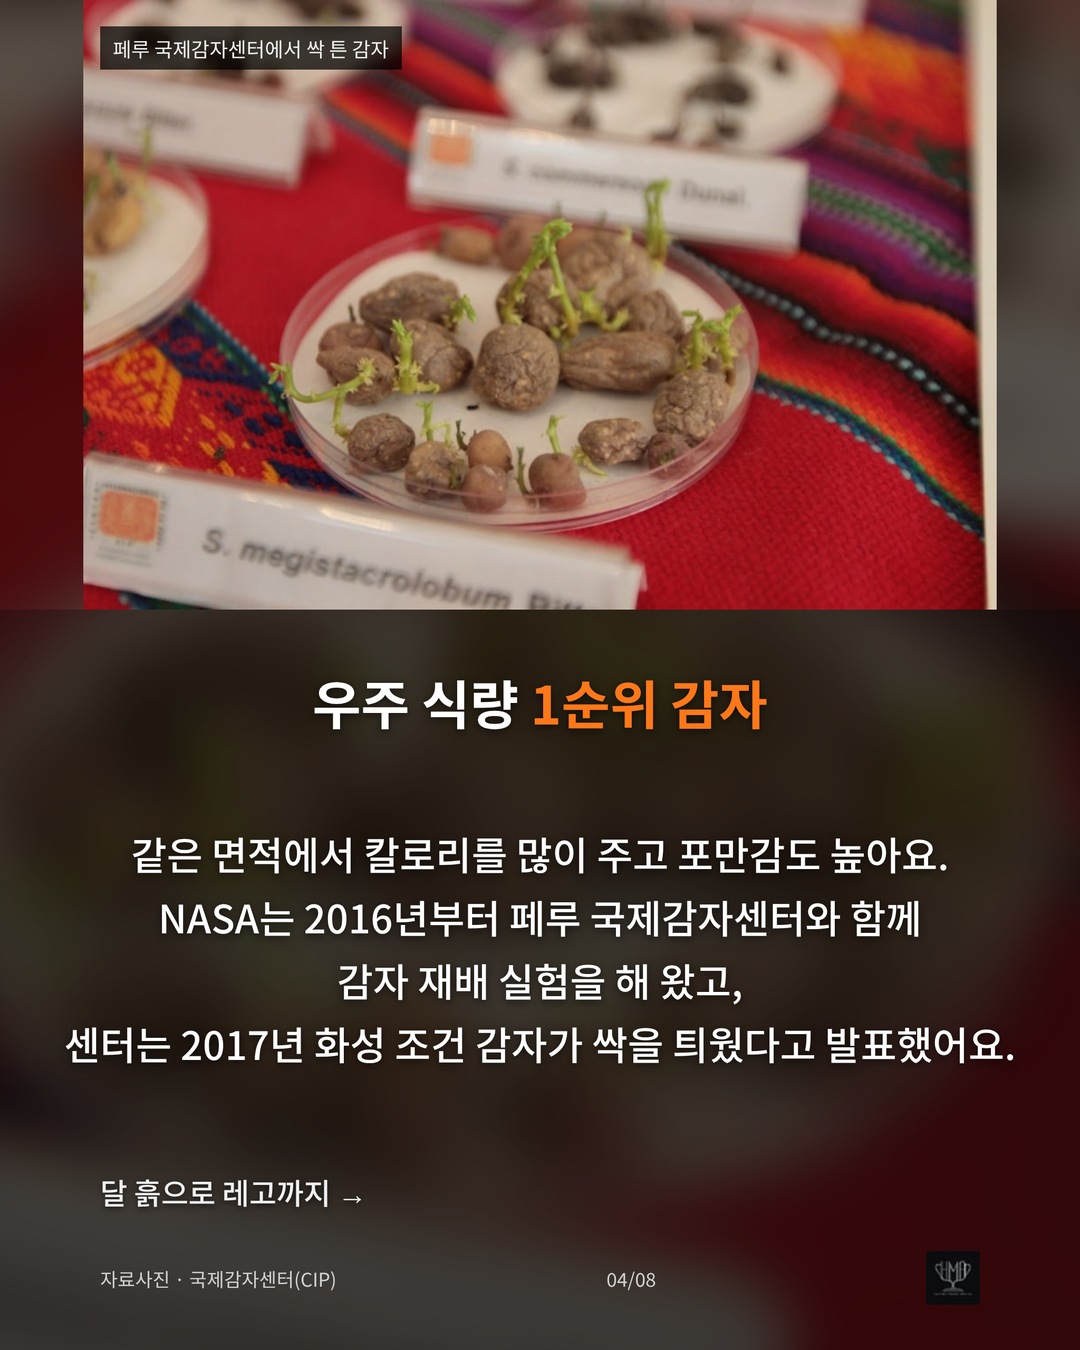 페루 국제감자센터에서 싹 튼 감자
Dunal.
S. megistacrolobum
우주 식량 1순위 감자
같은 면적에서 칼로리를 많이 주고 포만감도 높아요.
NASA는 2016년부터 페루 국제감자센터와 함께
감자 재배 실험을 해 왔고,
센터는 2017년 화성 조건 감자가 싹을 틔웠다고 발표했어요.
달 흙으로 레고까지 →
자료사진 · 국제감자센터(CIP)
04/08